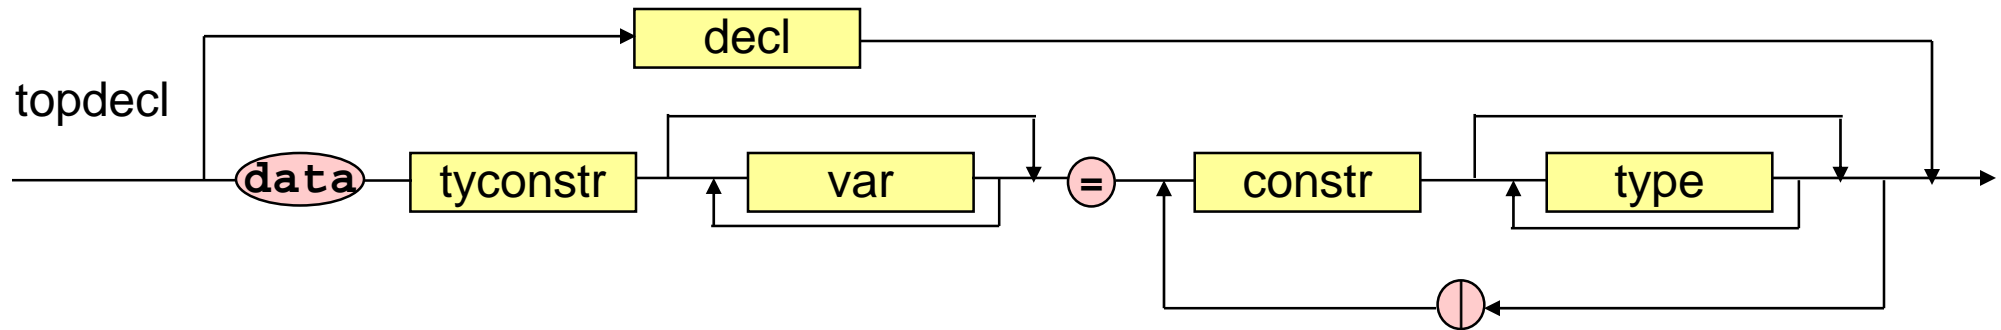 decl
topdecl
data tyconstr var = constr type
|